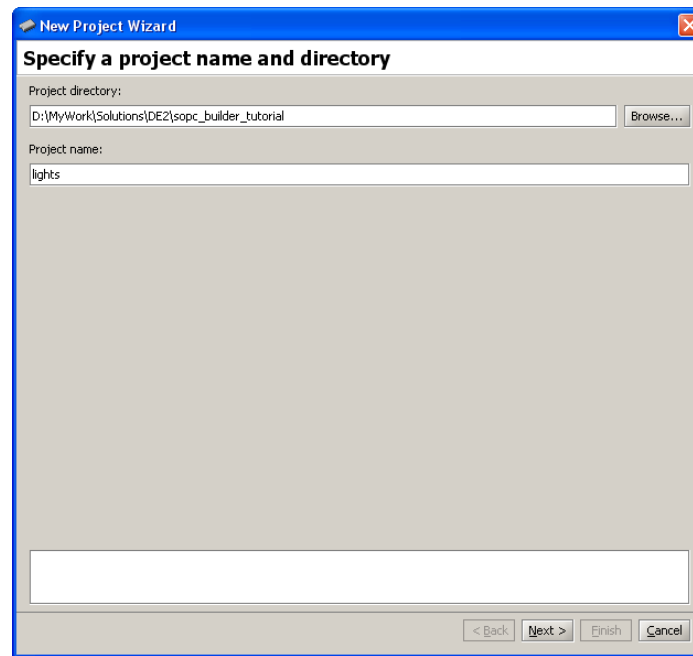 New Project Wizard
Specify a project name and directory
Project directory:
D:\MyWork\Solutions\DE2\sopc_builder_tutorial
Browse...
Project name:
lights
< Back Next > Finish Cancel